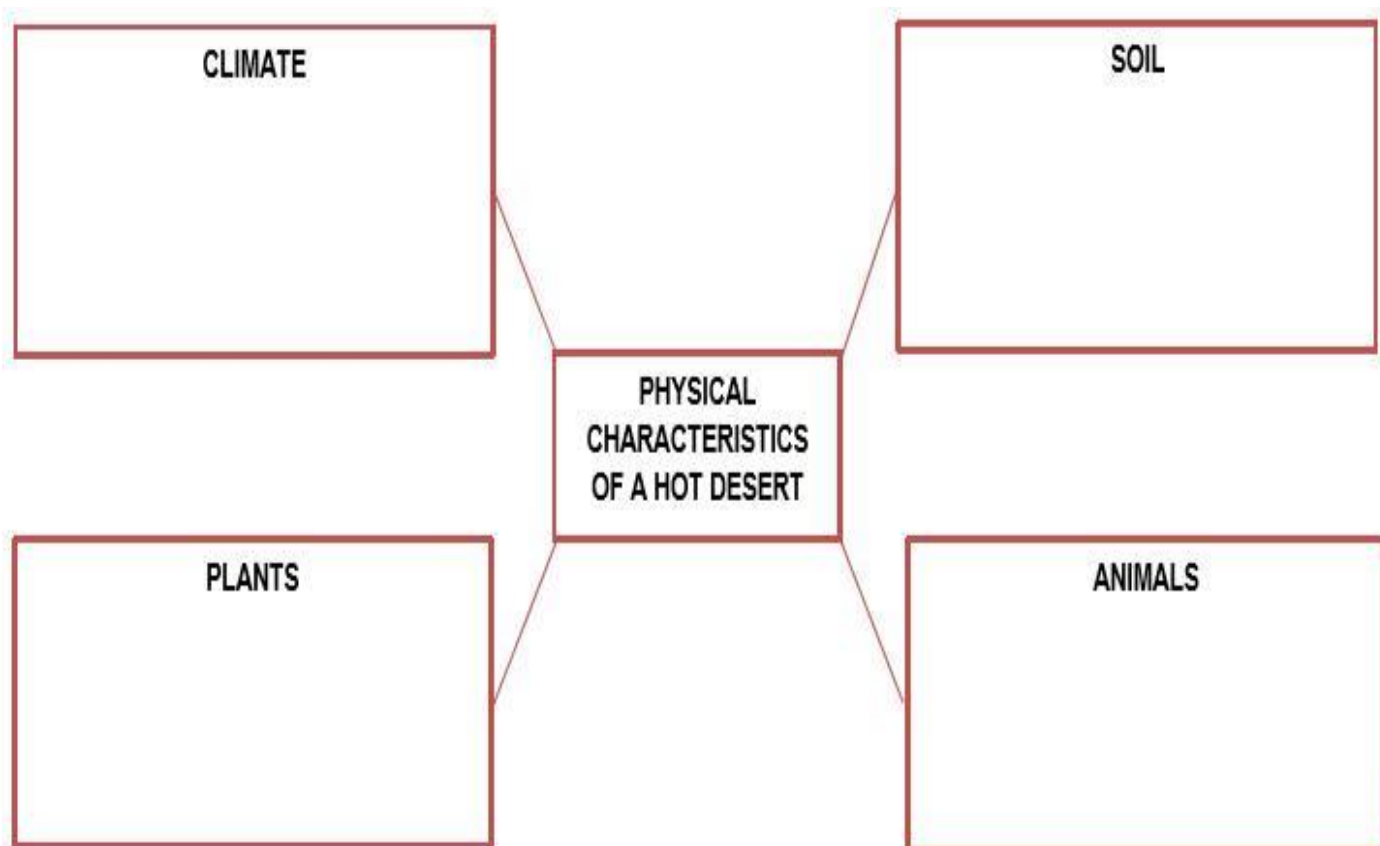 CLIMATE
SOIL
PHYSICAL
CHARACTERISTICS
OF A HOT DESERT
PLANTS
ANIMALS